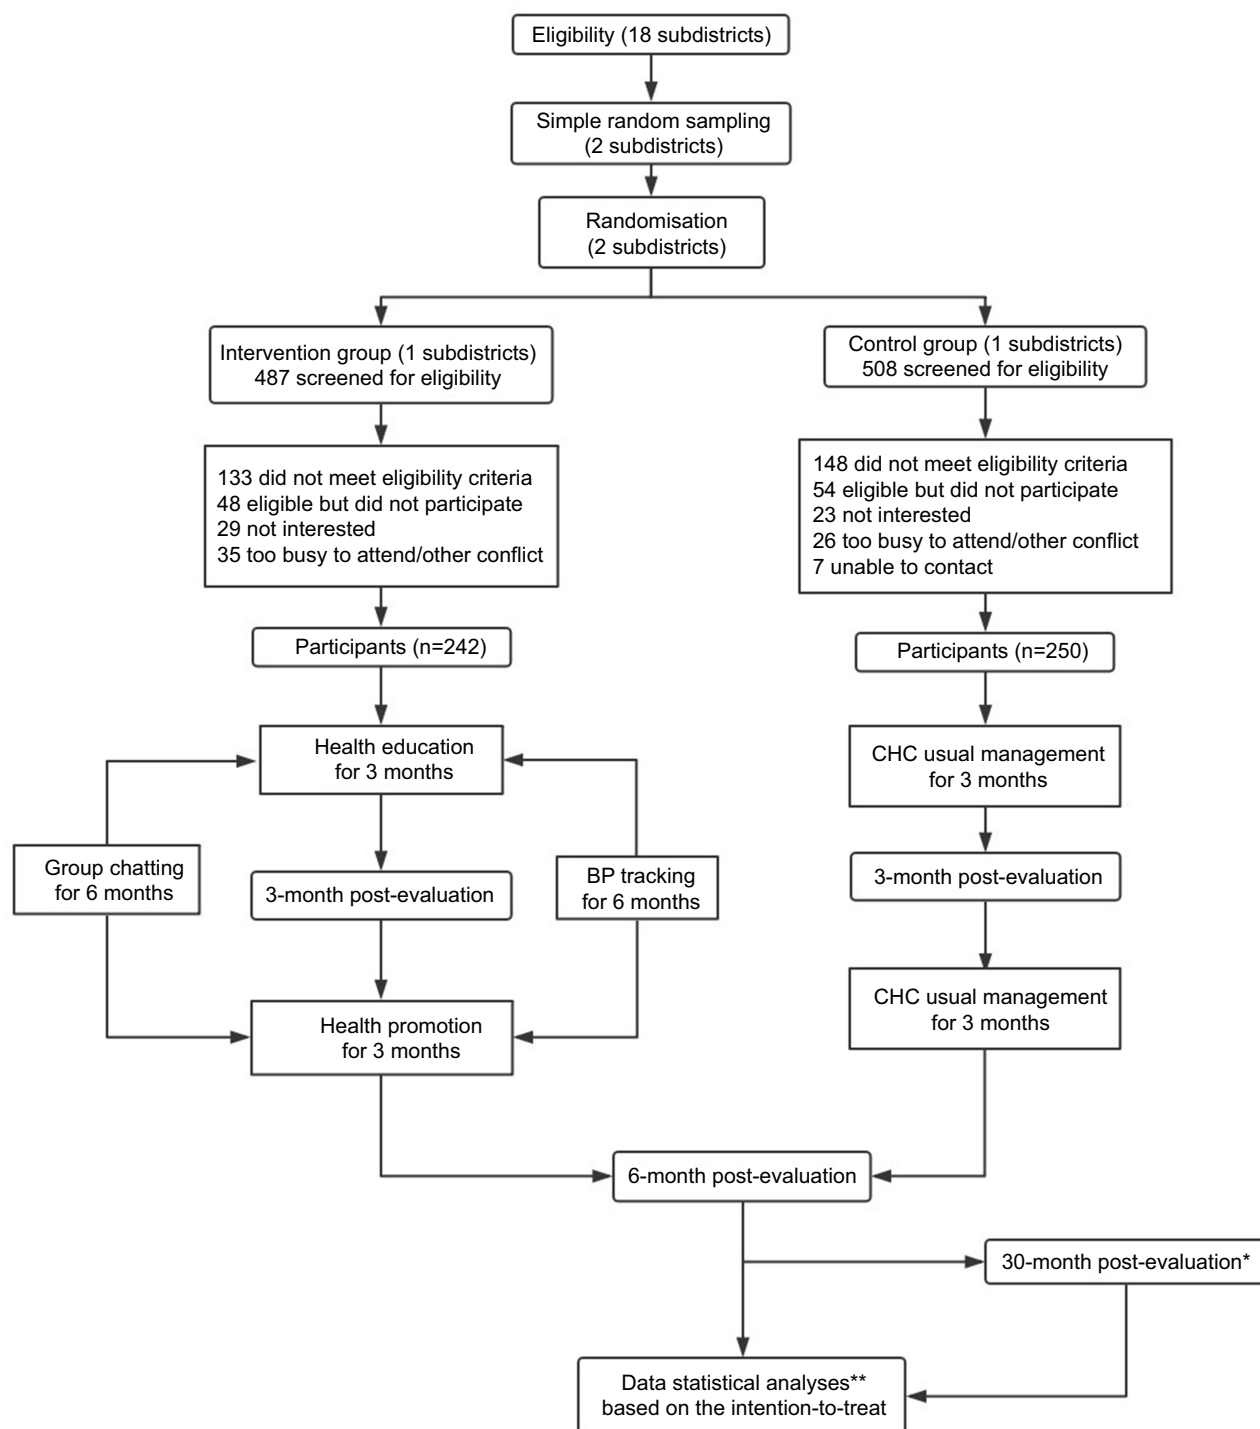 Eligibility (18 subdistricts)
Simple random sampling
(2 subdistricts)
Randomisation
(2 subdistricts)
Intervention group (1 subdistricts)
487 screened for eligibility
Control group (1 subdistricts)
508 screened for eligibility
133 did not meet eligibility criteria
48 eligible but did not participate
29 not interested
35 too busy to attend/other conflict
148 did not meet eligibility criteria
54 eligible but did not participate
23 not interested
26 too busy to attend/other conflict
7 unable to contact
Participants (n=242)
Participants (n=250)
Health education
for 3 months
CHC usual management
for 3 months
Group chatting
for 6 months
3-month post-evaluation
BP tracking
for 6 months
3-month post-evaluation
Health promotion
for 3 months
CHC usual management
for 3 months
6-month post-evaluation
30-month post-evaluation*
Data statistical analyses**
based on the intention-to-treat